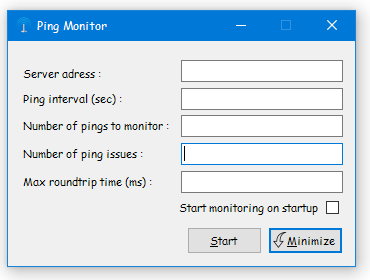 Ping Monitor
Server adress :
Ping interval (sec) :
Number of pings to monitor :
Number of ping issues :
Max roundtrip time (ms) :
Start monitoring on startup
Start
Minimize